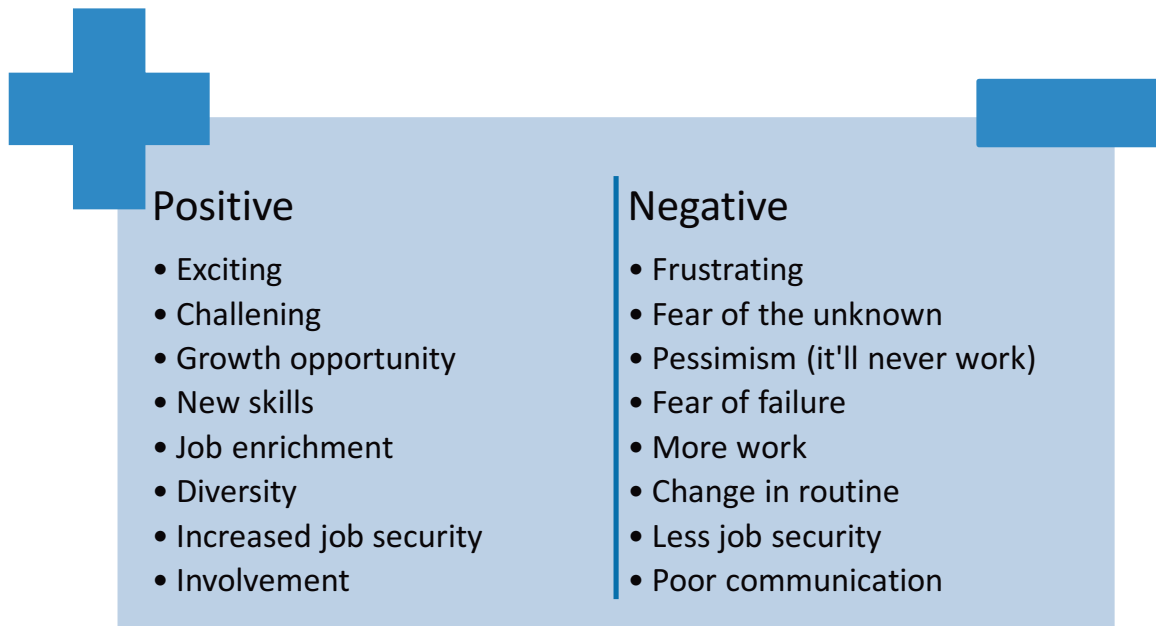 Positive
• Exciting
• Challening
• Growth opportunity
• New skills
• Job enrichment
• Diversity
• Increased job security
• Involvement
Negative
• Frustrating
• Fear of the unknown
• Pessimism (it'll never work)
• Fear of failure
• More work
• Change in routine
• Less job security
• Poor communication